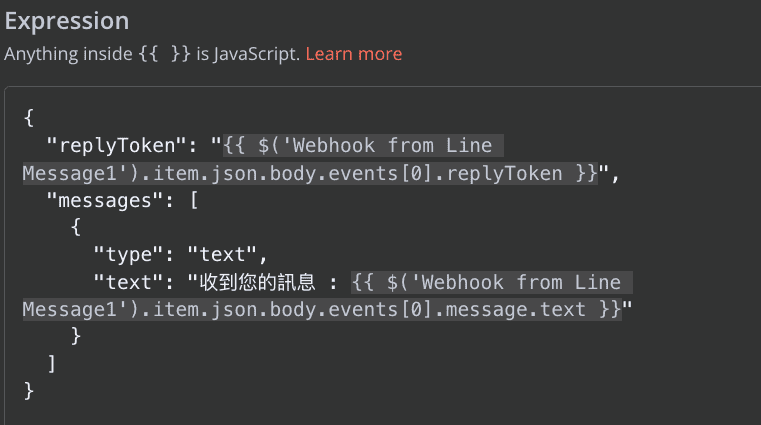 Expression
Anything inside {{ }} is JavaScript. Learn more
{
"replyToken": "{{ $('Webhook from Line
Message1').item.json.body.events[0].replyToken }}",
"messages": [
{
"type": "text",
"text": "收到您的訊息 : {{ $('Webhook from Line
Message1').item.json.body.events[0].message.text }}"
}
]
}